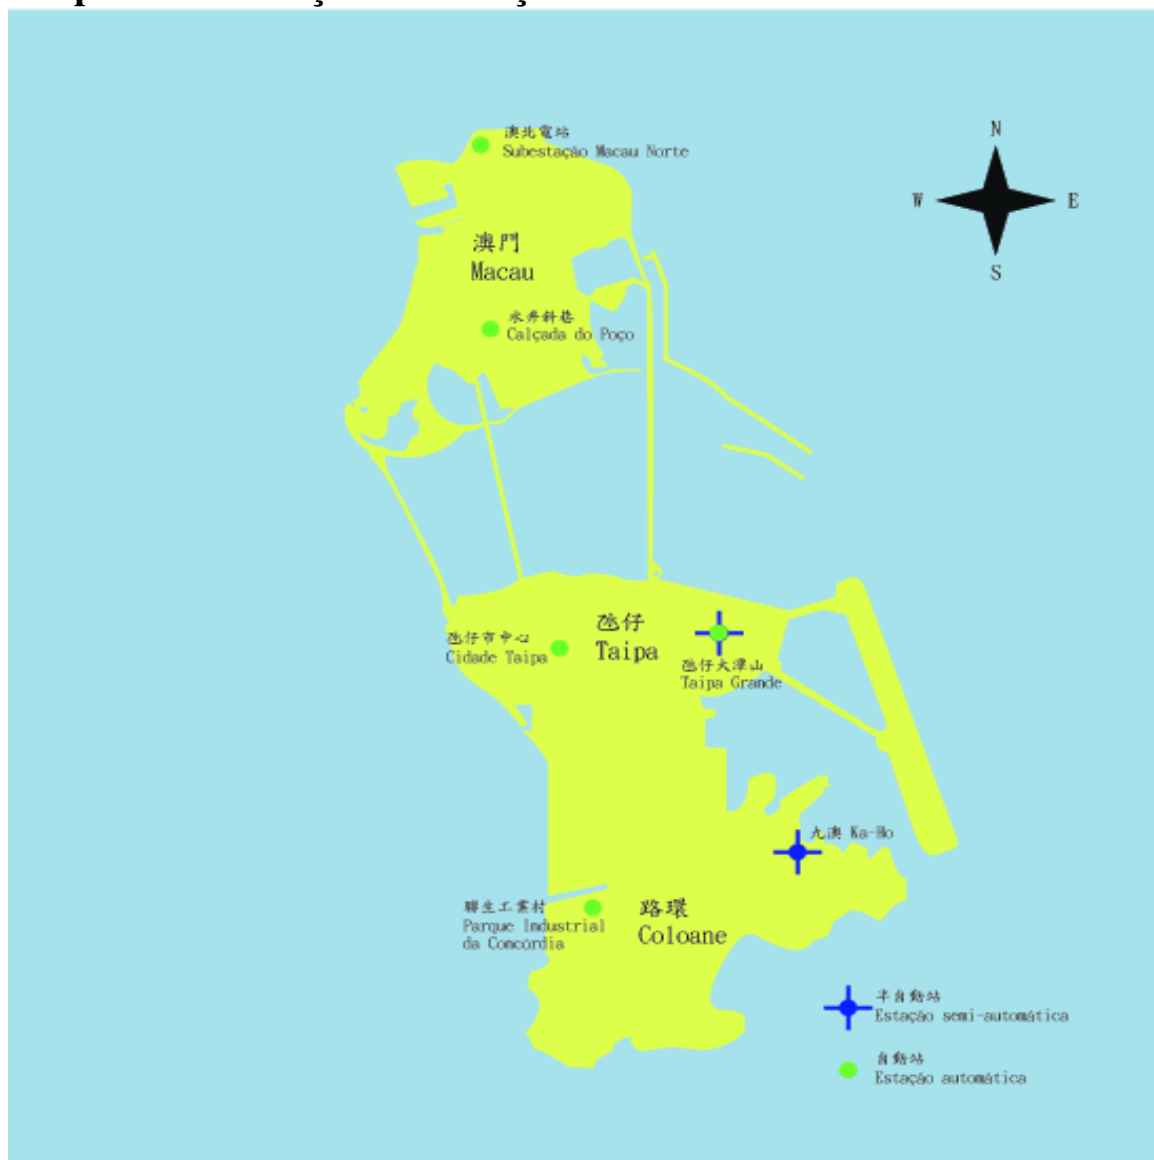 澳北電站
Subestação Macau Norte
N
W
E
S
澳門
Macau
水井斜巷
Calçada do Poço
氹仔
Taipa
氹仔市中心
Cidade Taipa
氹仔大潭山
Taipa Grande
九澳 Ka-Ho
聯生工業村
Parque Industrial
da Concórdia
路環
Coloane
半自動站
Estação semi-automática
自動站
Estação automática